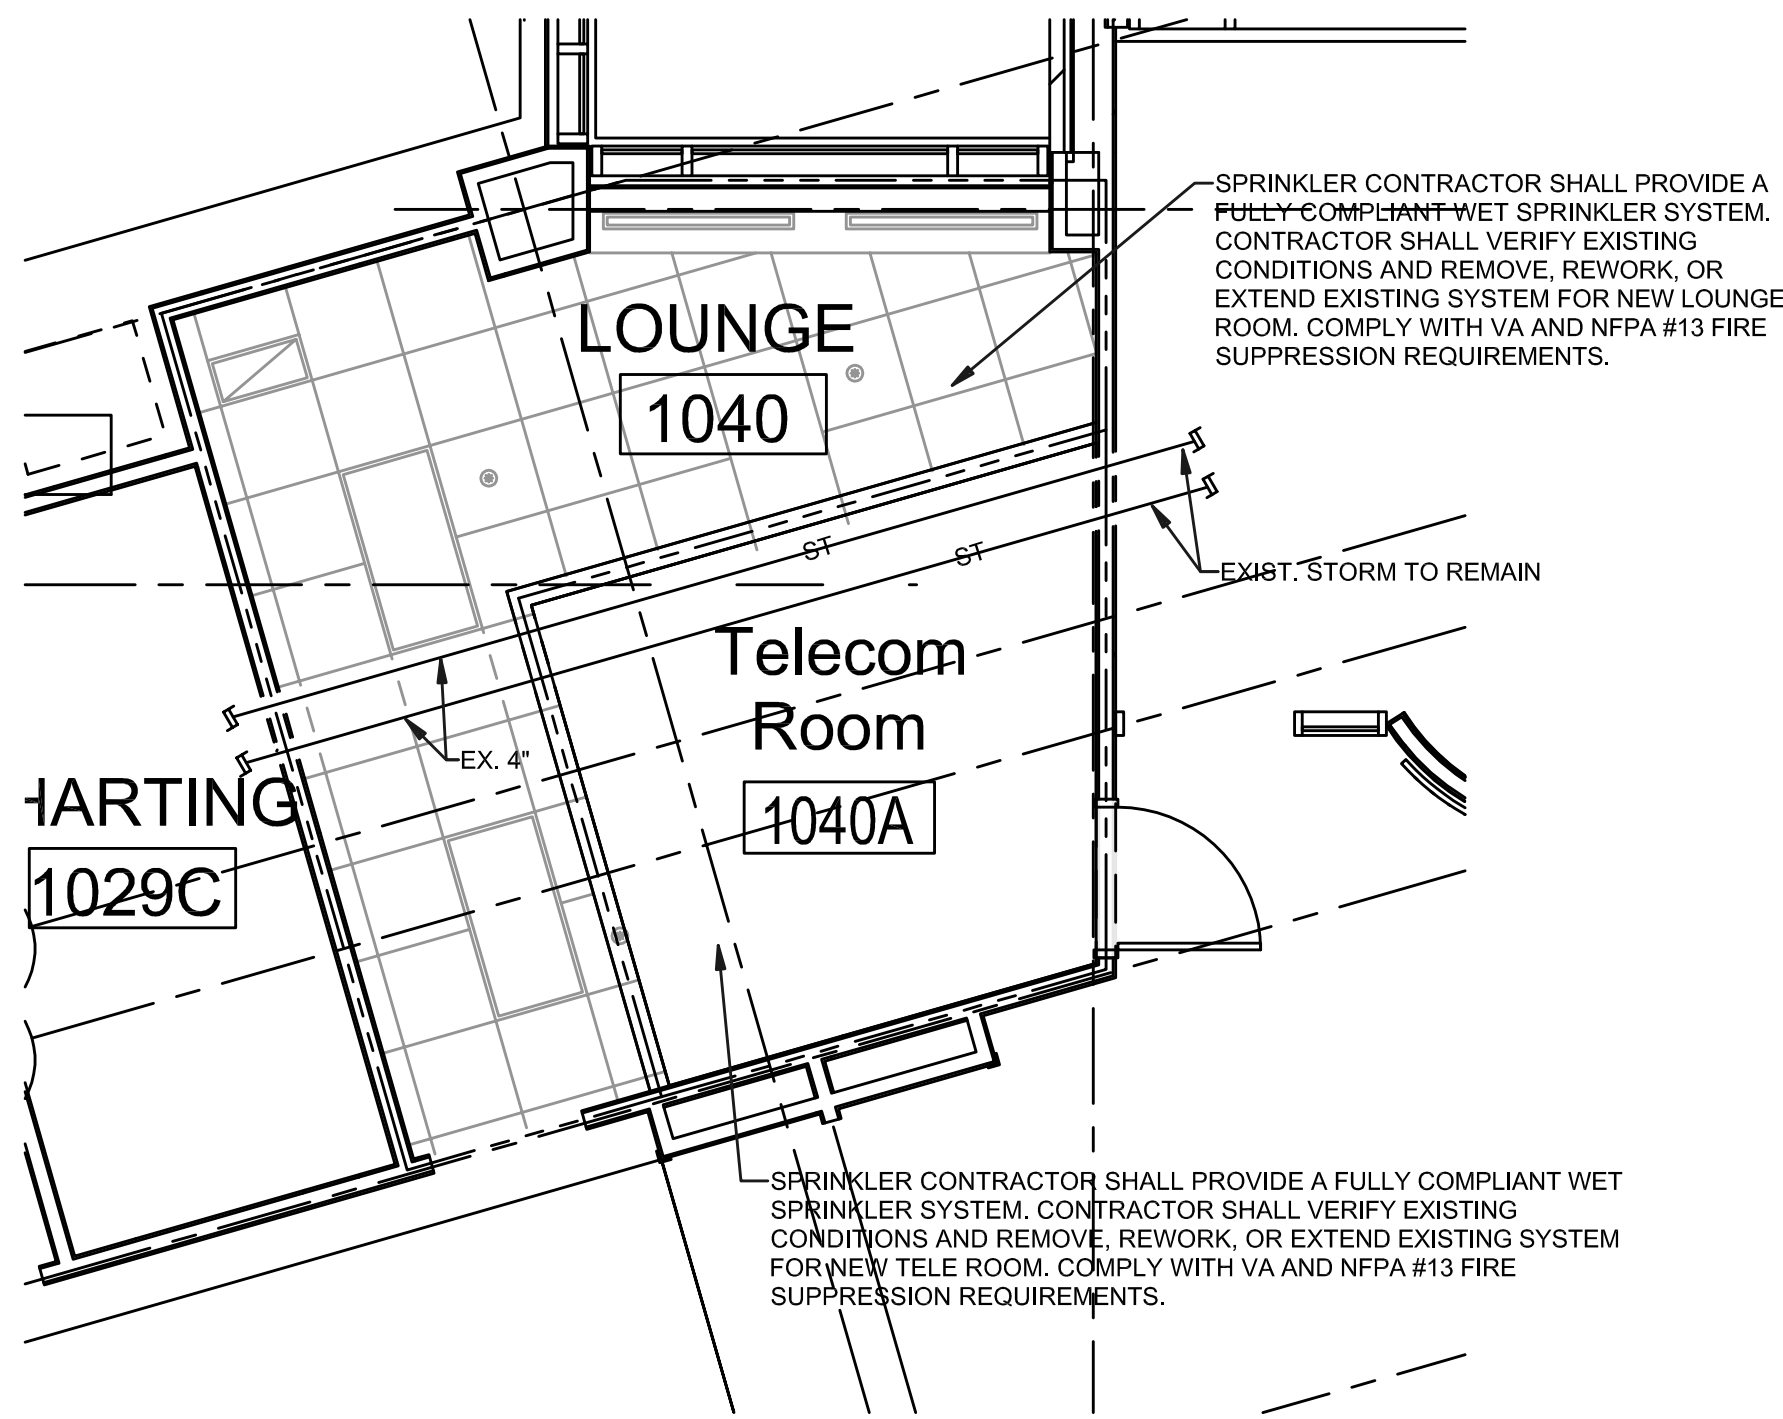 SPRINKLER CONTRACTOR SHALL PROVIDE A
FULLY COMPLIANT WET SPRINKLER SYSTEM.
CONTRACTOR SHALL VERIFY EXISTING
CONDITIONS AND REMOVE, REWORK, OR
EXTEND EXISTING SYSTEM FOR NEW LOUNGE
ROOM. COMPLY WITH VA AND NFPA #13 FIRE
SUPPRESSION REQUIREMENTS.
LOUNGE
1040
ST
ST
EXIST. STORM TO REMAIN
Telecom
Room
1040A
EX. 4"
HARTING
1029C
SPRINKLER CONTRACTOR SHALL PROVIDE A FULLY COMPLIANT WET
SPRINKLER SYSTEM. CONTRACTOR SHALL VERIFY EXISTING
CONDITIONS AND REMOVE, REWORK, OR EXTEND EXISTING SYSTEM
FOR NEW TELE ROOM. COMPLY WITH VA AND NFPA #13 FIRE
SUPPRESSION REQUIREMENTS.